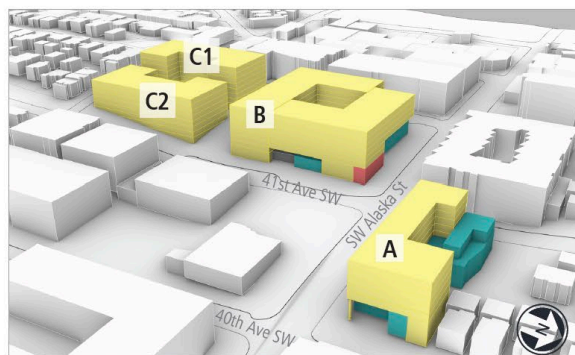 C1
C2
B
41st Ave SW
SW Alaska St
A
40th Ave SW
N